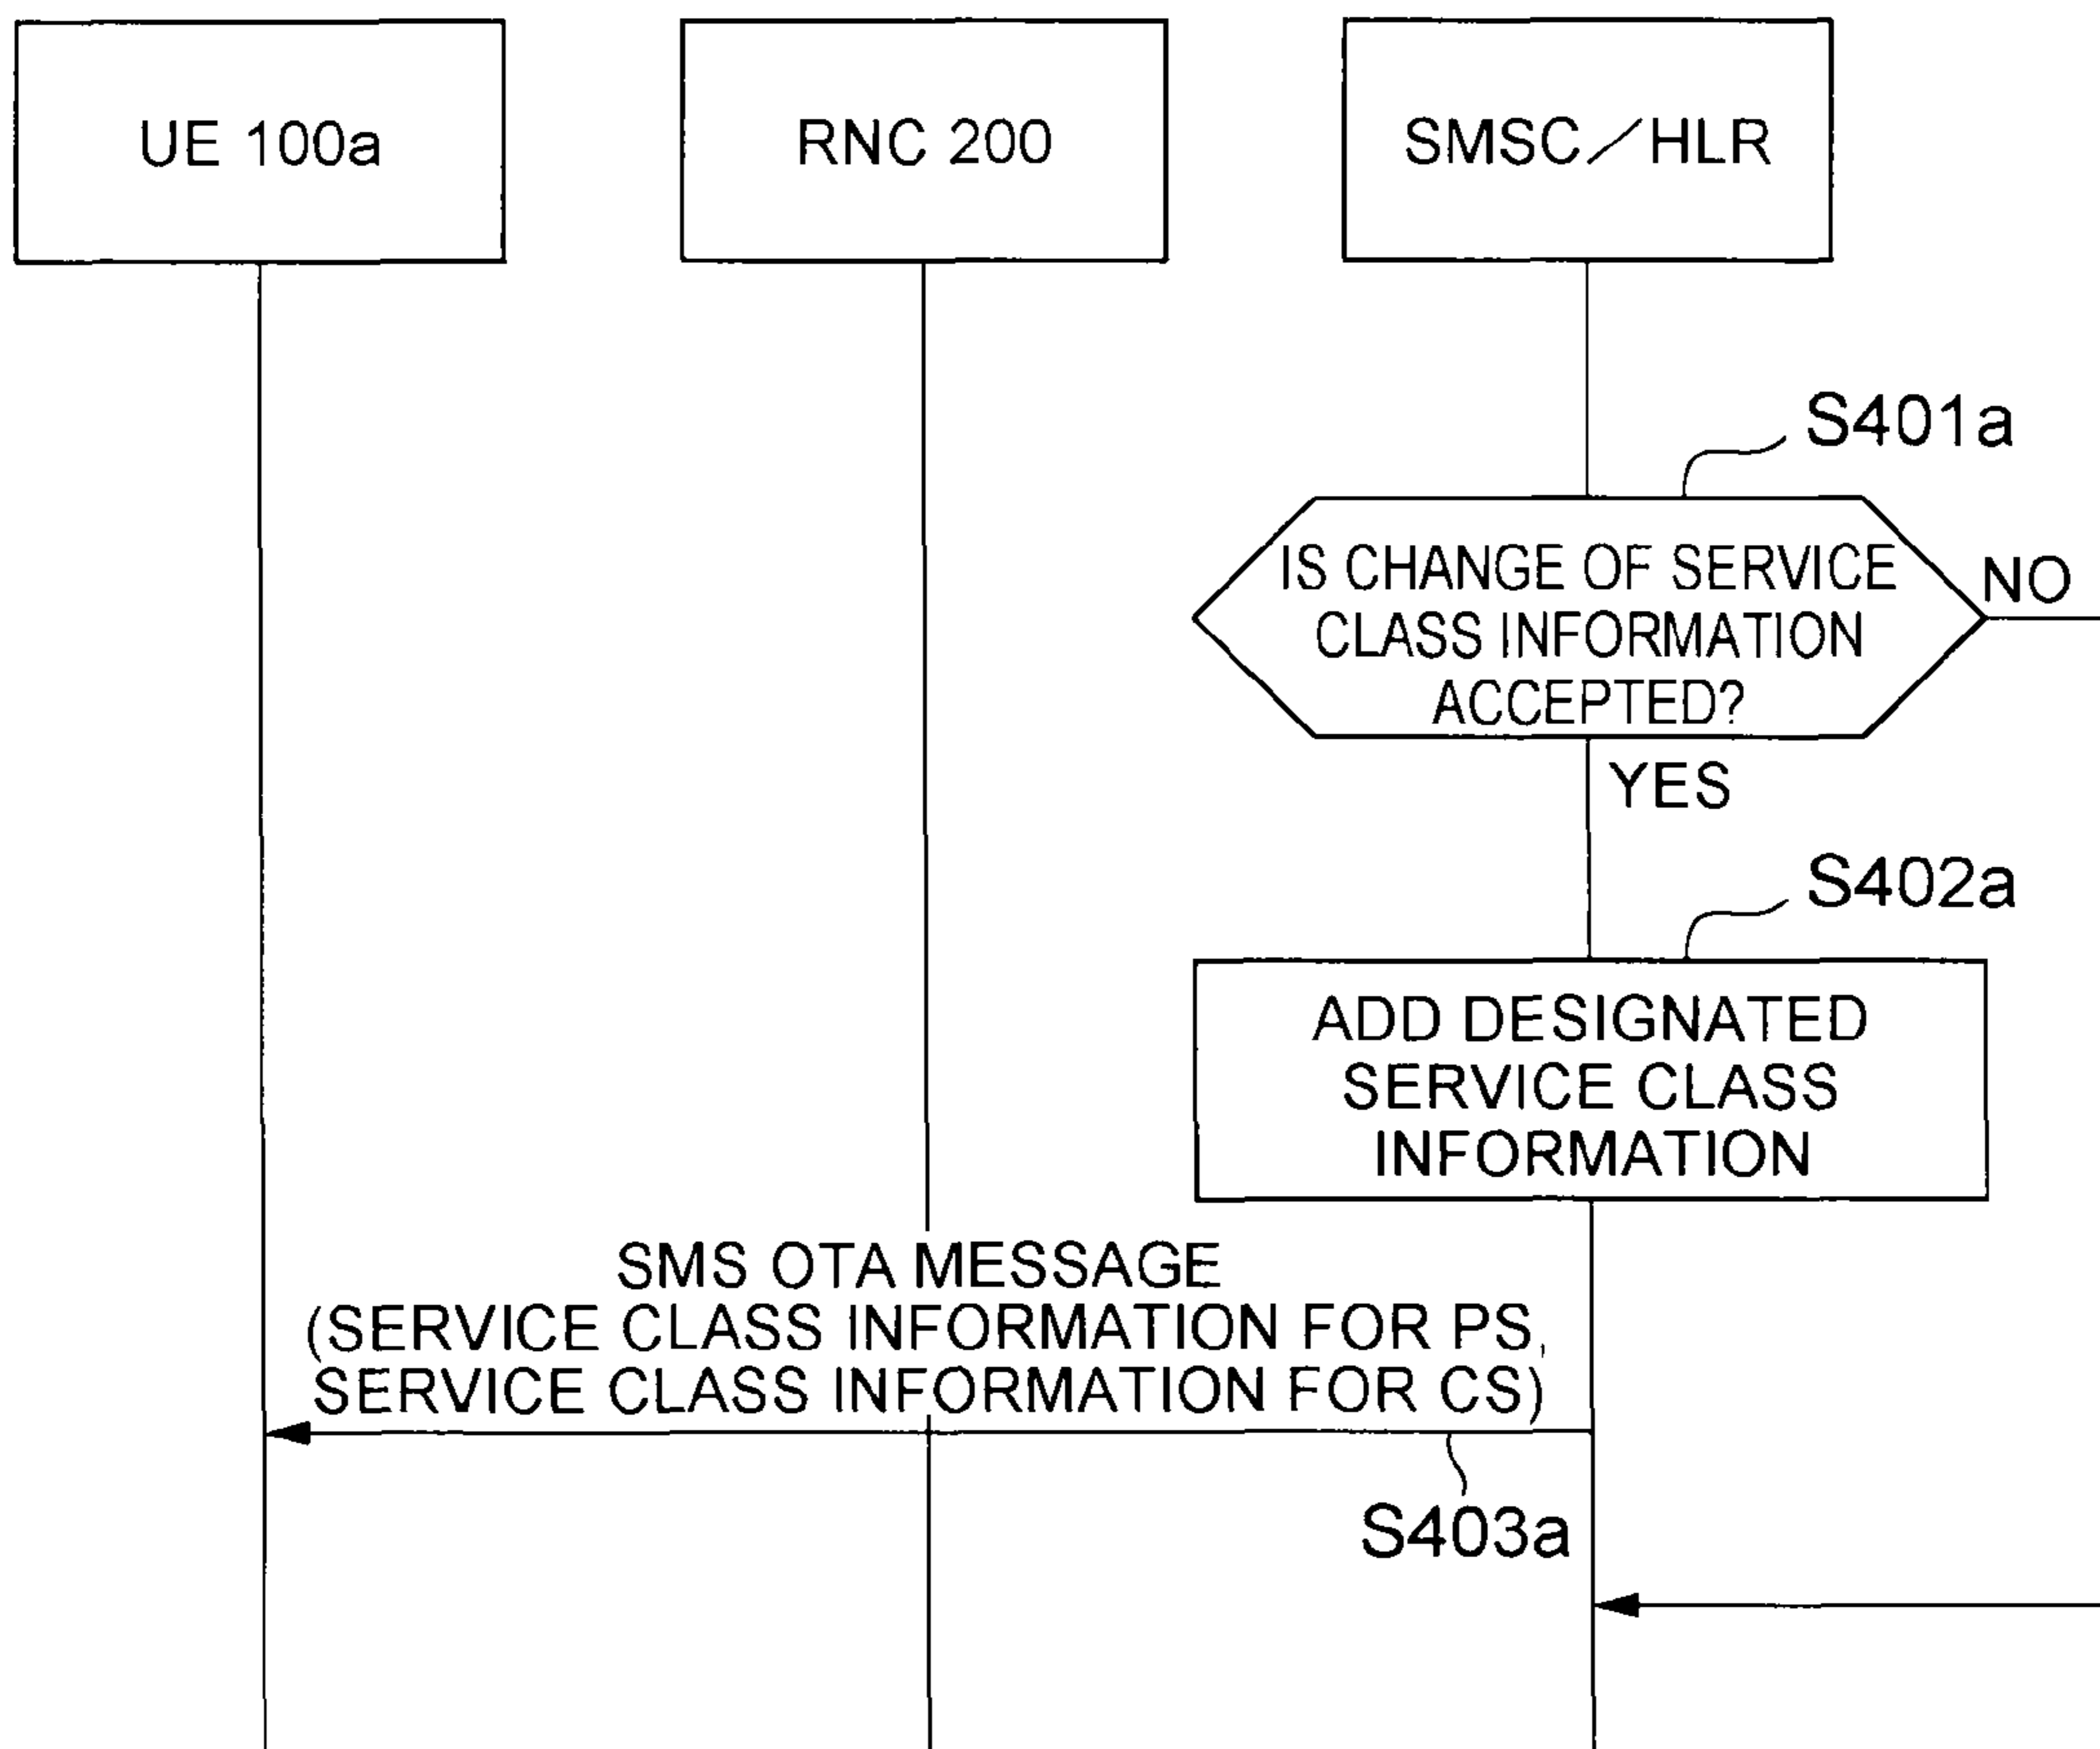 UE 100a
RNC 200
SMSC/HLR
S401a
IS CHANGE OF SERVICE
CLASS INFORMATION
ACCEPTED?
NO
YES
S402a
ADD DESIGNATED
SERVICE CLASS
INFORMATION
SMS OTA MESSAGE
(SERVICE CLASS INFORMATION FOR PS,
SERVICE CLASS INFORMATION FOR CS)
S403a